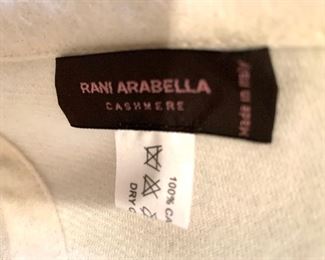 RANI ARABELLA
CASHMERE
100% CA
DRY C